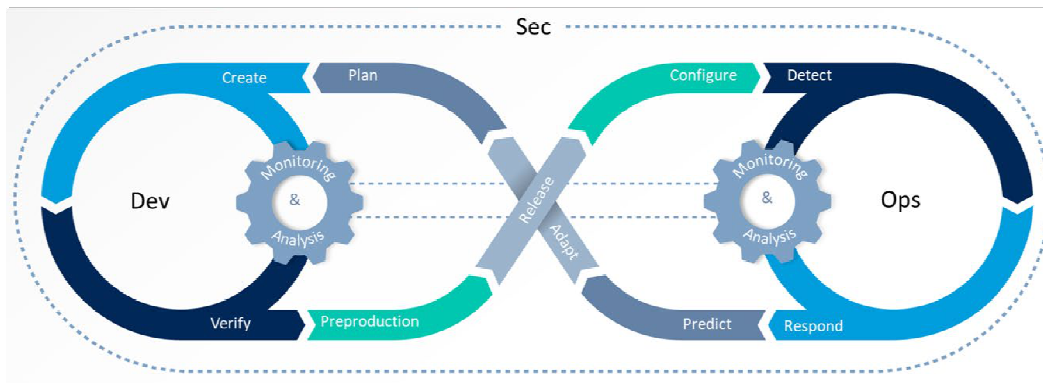 Sec
Create
Plan
Configure
Detect
Monitoring
&
Analysis
Monitoring
&
Analysis
Dev
Release
Adapt
Ops
Verify
Preproduction
Predict
Respond